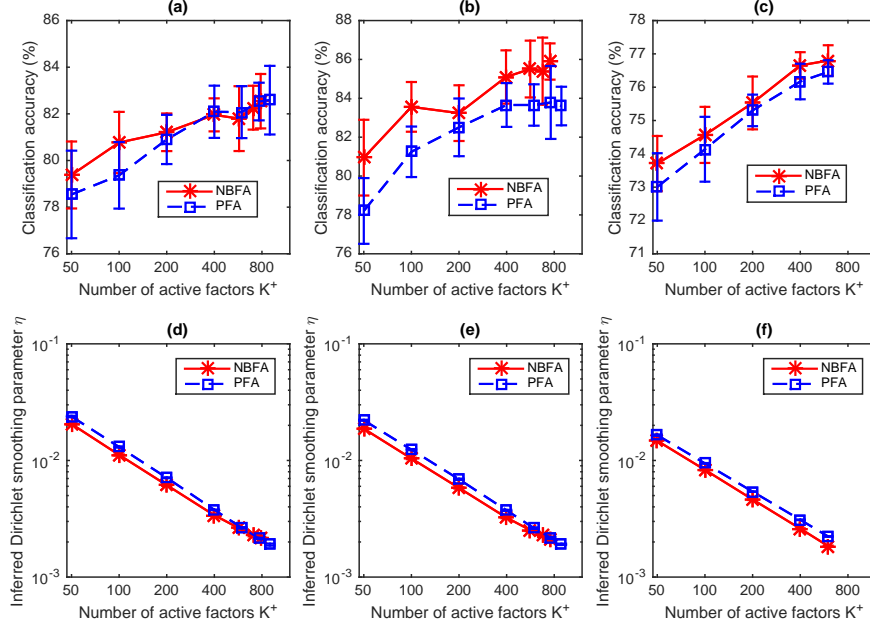 (a)
Classification accuracy (%)
86
84
82
80
78
76
50
100
200
400
800
NBFA
PFA
Number of active factors K+
(b)
Classification accuracy (%)
88
86
84
82
80
78
76
50
100
200
400
800
NBFA
PFA
Number of active factors K+
(c)
Classification accuracy (%)
78
77
76
75
74
73
72
71
50
100
200
400
800
NBFA
PFA
Number of active factors K+
(d)
Inferred Dirichlet smoothing parameter η
10-1
10-2
10-3
50
100
200
400
800
NBFA
PFA
Number of active factors K+
(e)
Inferred Dirichlet smoothing parameter η
10-1
10-2
10-3
50
100
200
400
800
NBFA
PFA
Number of active factors K+
(f)
Inferred Dirichlet smoothing parameter η
10-1
10-2
10-3
50
100
200
400
800
NBFA
PFA
Number of active factors K+